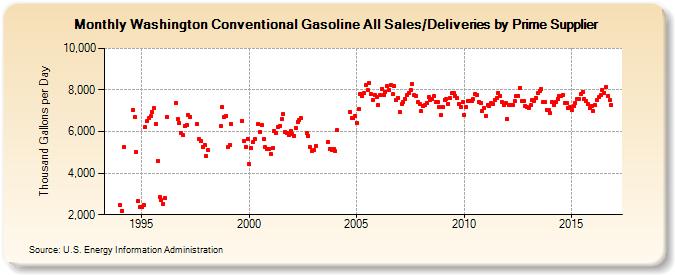 Monthly Washington Conventional Gasoline All Sales/Deliveries by Prime Supplier
Thousand Gallons per Day
10,000
8,000
6,000
4,000
2,000
1995 2000 2005 2010 2015
Source: U.S. Energy Information Administration